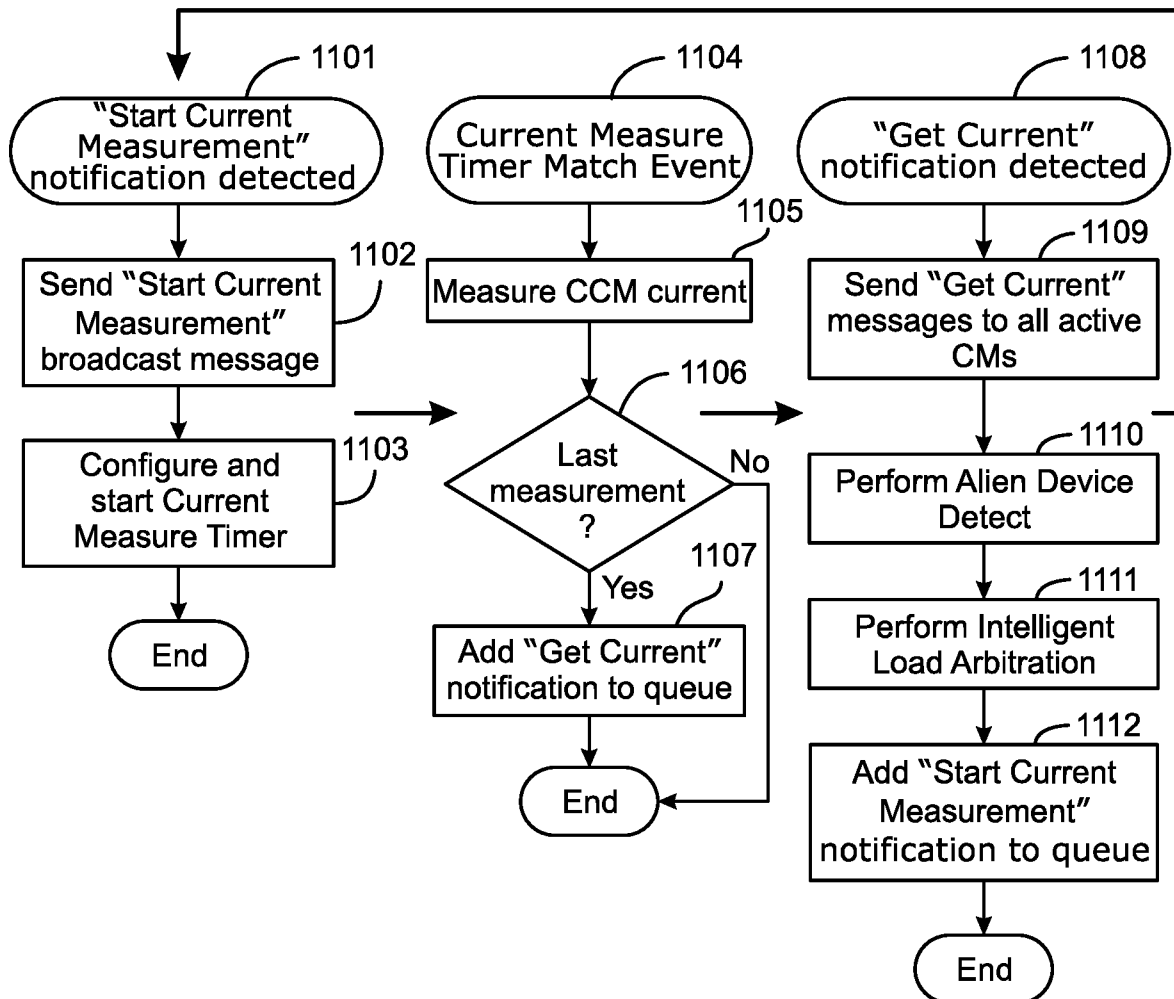 1101
“Start Current
Measurement”
notification detected
1102
Send “Start Current
Measurement”
broadcast message
1103
Configure and
start Current
Measure Timer
End
1104
Current Measure
Timer Match Event
1105
Measure CCM current
1106
Last
measurement
?
No
Yes
1107
Add “Get Current”
notification to queue
End
1108
“Get Current”
notification detected
1109
Send “Get Current”
messages to all active
CMs
1110
Perform Alien Device
Detect
1111
Perform Intelligent
Load Arbitration
1112
Add “Start Current
Measurement”
notification to queue
End